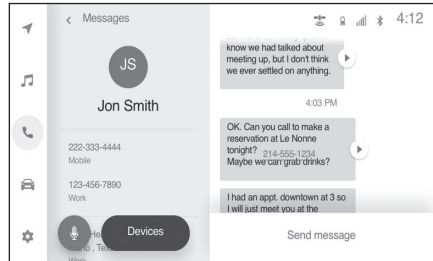 Messages
4:12
JS
Jon Smith
222-333-4444
Mobile
123-456-7890
Work
He
o , Tex
Work
Devices
know we had talked about
meeting up, but I don't think
we ever settled on anything.
4:03 PM
OK. Can you call to make a
reservation at Le Nonne
tonight? 214-555-1234
Maybe we can grab drinks?
I had an appt. downtown at 3 so
I will just meet you at the
Send message